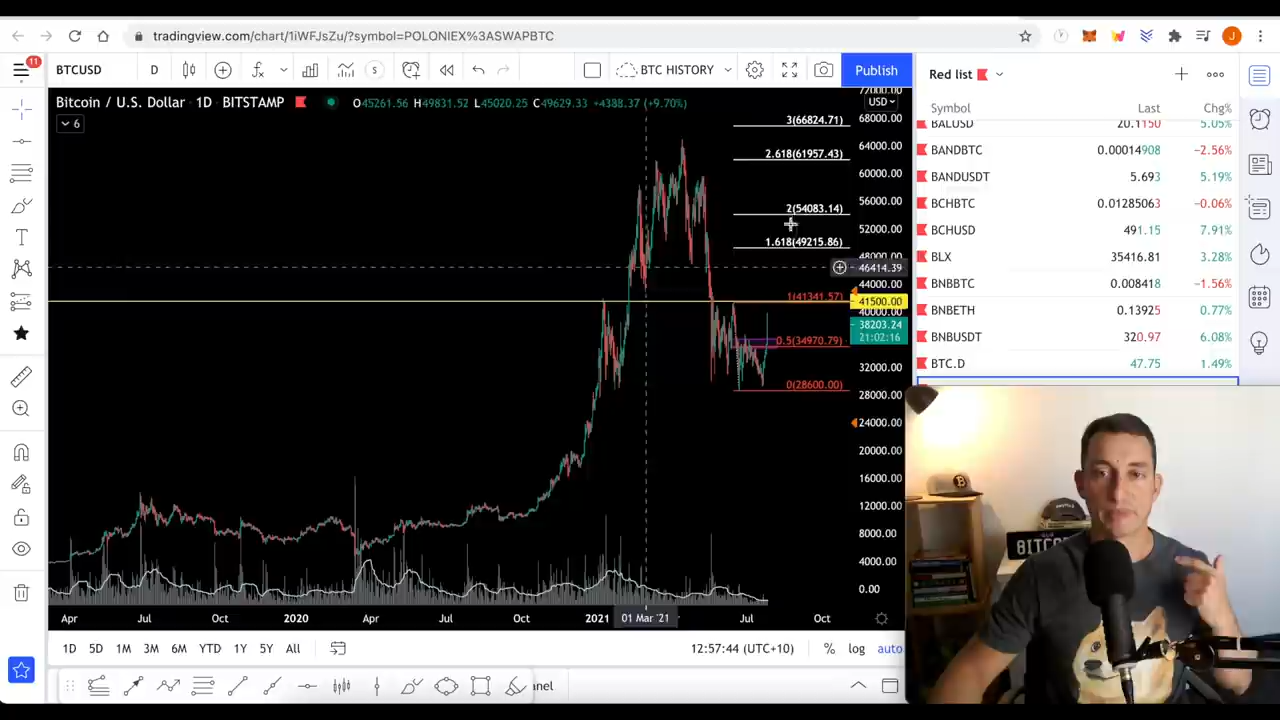 tradingview.com/chart/1iWFJsZu/?symbol=POLONIEX%3ASWAPBTC
J
11
BTCUSD
D
S
BTC HISTORY
Publish
Red list
Bitcoin / U.S. Dollar · 1D · BITSTAMP
O45261.56 H49831.52 L45020.25 C49629.33 +4388.37 (+9.70%)
6
77000.00
USD
68000.00
64000.00
60000.00
56000.00
52000.00
48000.00
46414.39
44000.00
41500.00
40000.00
38203.24
21:02:16
32000.00
28000.00
24000.00
20000.00
16000.00
12000.00
8000.00
4000.00
0.00
3(66824.71)
2.618(61957.43)
2(54083.14)
1.618(49215.86)
1(41341.57)
0.5(34970.79)
0(28600.00)
Apr Jul Oct 2020 Apr Jul Oct 2021 01 Mar '21 Jul Oct
1D 5D 1M 3M 6M YTD 1Y 5Y All
12:57:44 (UTC+10) % log auto
anel
Symbol Last Chg%
BALUSD 20.1150 5.05%
BANDBTC 0.00014908 −2.56%
BANDUSDT 5.693 5.19%
BCHBTC 0.01285063 −0.06%
BCHUSD 491.15 7.91%
BLX 35416.81 3.28%
BNBBTC 0.008418 −1.56%
BNBETH 0.13925 0.77%
BNBUSDT 320.97 6.08%
BTC.D 47.75 1.49%
BITC